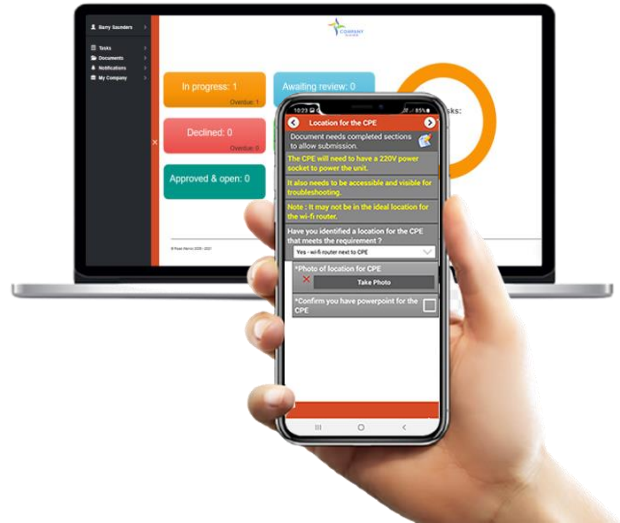 Barry Saunders
Tasks
Documents
Notifications
My Company
COMPANY
In progress: 1
Overdue: 1
Awaiting review: 0
Declined: 0
Overdue: 0
Approved & open: 0
10:23
85%
Location for the CPE
Document needs completed sections
to allow submission.
The CPE will need to have a 220V power
socket to power the unit.
It also needs to be accessible and visible for
troubleshooting.
Note : It may not be in the ideal location for
the wi-fi router.
Have you identified a location for the CPE
that meets the requirement ?
Yes - wi-fi router next to CPE
*Photo of location for CPE
Take Photo
*Confirm you have powerpoint for the
CPE